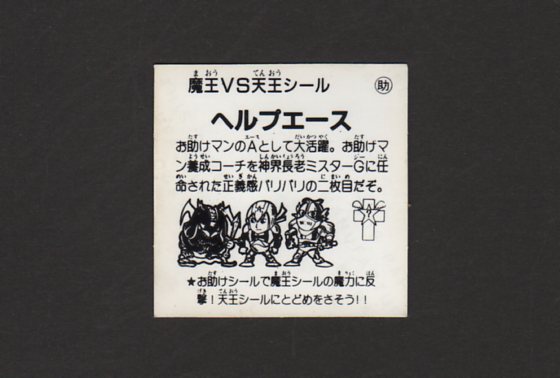 魔王VS天王シール 助
ヘルプエース
お助けマンのAとして大活躍。お助けマ
ン養成コーチを神界長老ミスターGに任
命された正義感バリバリの二枚目だぞ。
?
★お助けシールで魔王シールの魔力に反
撃！天王シールにとどめをさそう！！